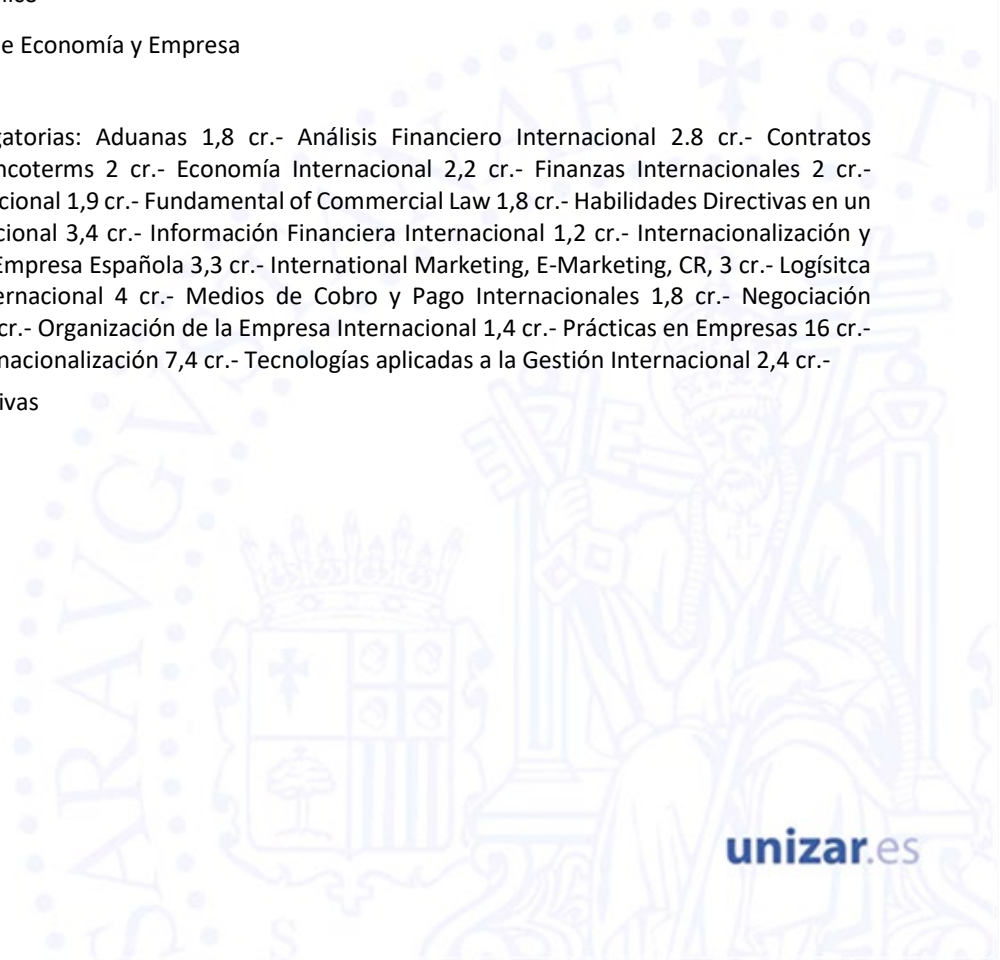 e Economía y Empresa
gatorias: Aduanas 1,8 cr.- Análisis Financiero Internacional 2.8 cr.- Contratos
ncoterms 2 cr.- Economía Internacional 2,2 cr.- Finanzas Internacionales 2 cr.-
cional 1,9 cr.- Fundamental of Commercial Law 1,8 cr.- Habilidades Directivas en un
cional 3,4 cr.- Información Financiera Internacional 1,2 cr.- Internacionalización y
Empresa Española 3,3 cr.- International Marketing, E-Marketing, CR, 3 cr.- Logísitca
ernacional 4 cr.- Medios de Cobro y Pago Internacionales 1,8 cr.- Negociación
cr.- Organización de la Empresa Internacional 1,4 cr.- Prácticas en Empresas 16 cr.-
nacionalización 7,4 cr.- Tecnologías aplicadas a la Gestión Internacional 2,4 cr.-
ivas
unizar.es